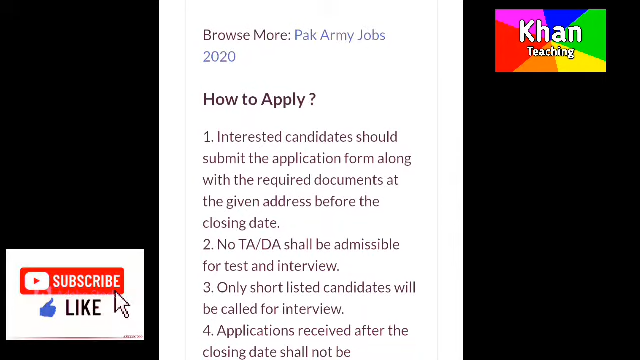 Browse More: Pak Army Jobs
2020
Khan
Teaching
How to Apply ?
1. Interested candidates should
submit the application form along
with the required documents at
the given address before the
closing date.
2. No TA/DA shall be admissible
for test and interview.
3. Only short listed candidates will
be called for interview.
4. Applications received after the
closing date shall not be
SUBSCRIBE
LIKE